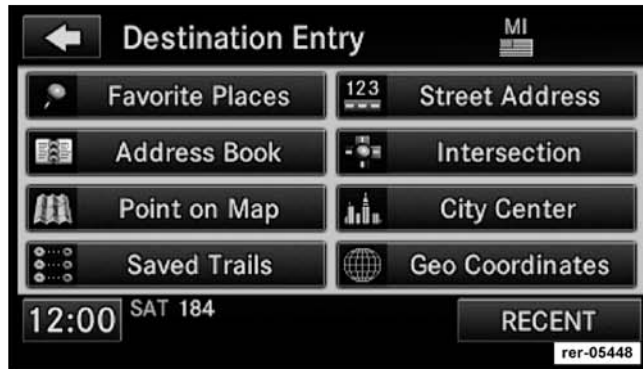 Destination Entry
MI
Favorite Places
123
Street Address
Address Book
Intersection
Point on Map
City Center
Saved Trails
Geo Coordinates
12:00
SAT 184
RECENT
rer-05448